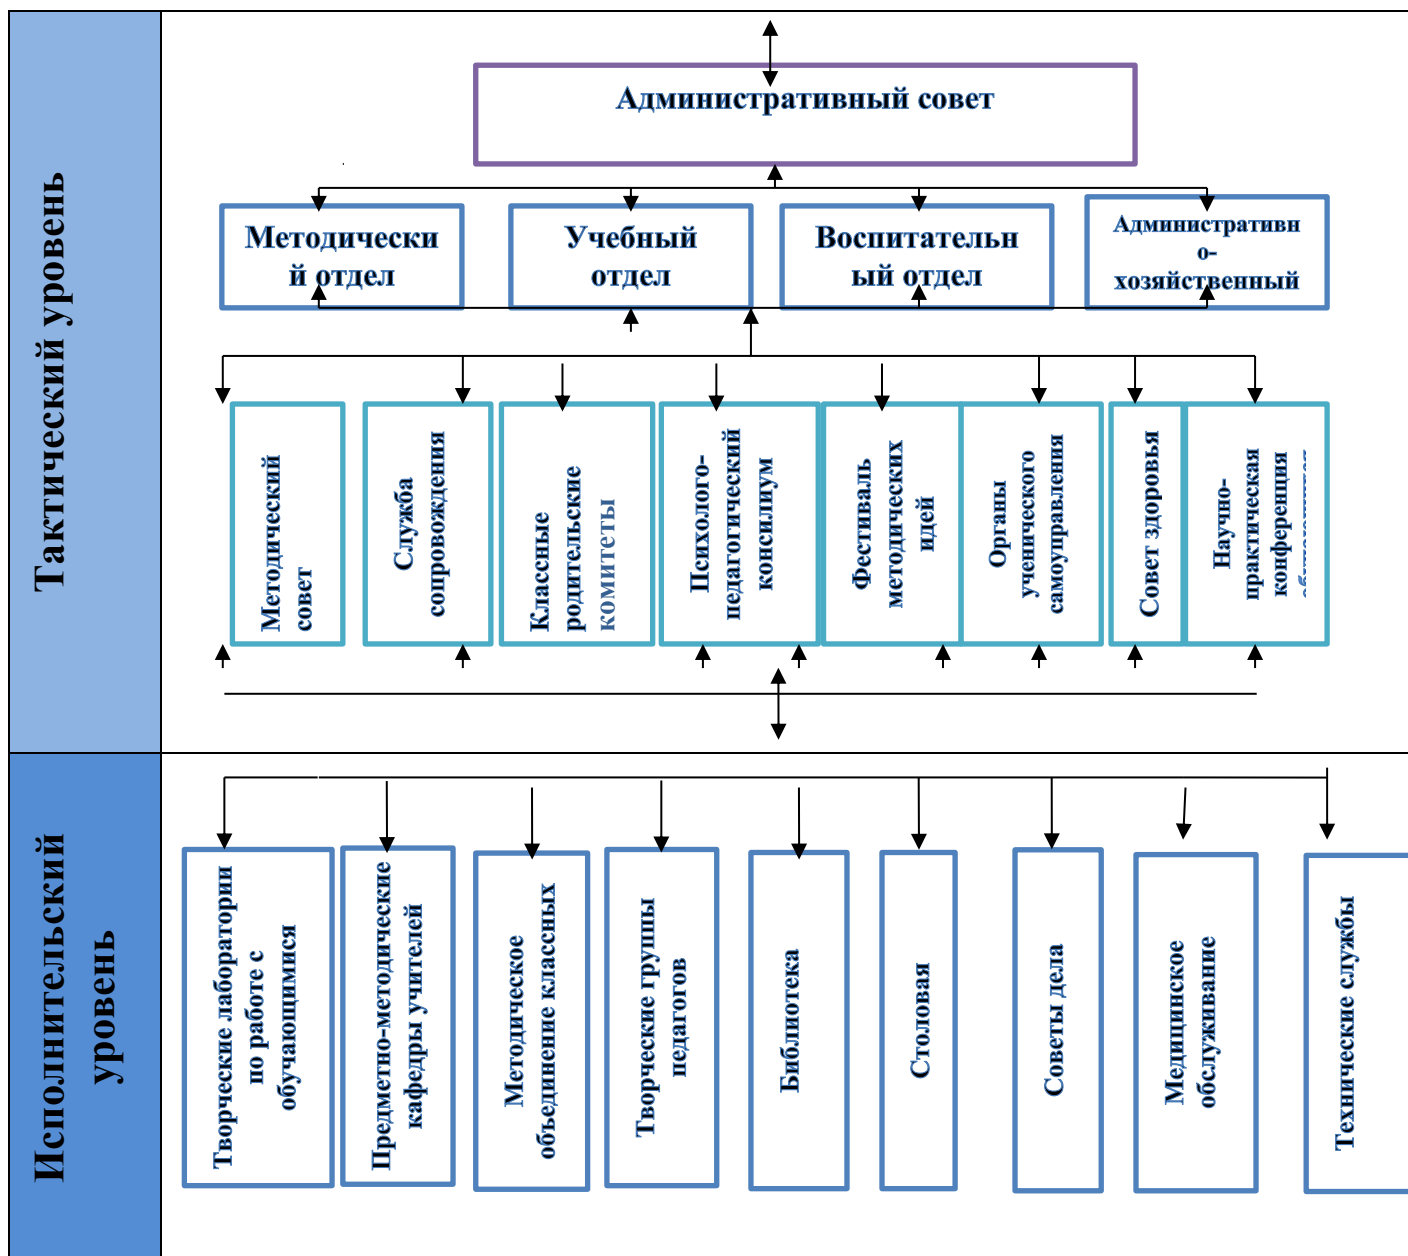 Тактический уровень
Административный совет
Методически
й отдел
Учебный
отдел
Воспитательн
ый отдел
Административн
о-
хозяйственный
Методический
совет
Служба
сопровождения
Классные
родительские
комитеты
Психолого-
педагогический
консилиум
Фестиваль
методических
идей
Органы
ученического
самоуправления
Совет здоровья
Научно-
практическая
конференция
Исполнительский
уровень
Творческие лаборатории
по работе с
обучающимися
Предметно-методические
кафедры учителей
Методическое
объединение классных
Творческие группы
педагогов
Библиотека
Столовая
Советы дела
Медицинское
обслуживание
Технические службы